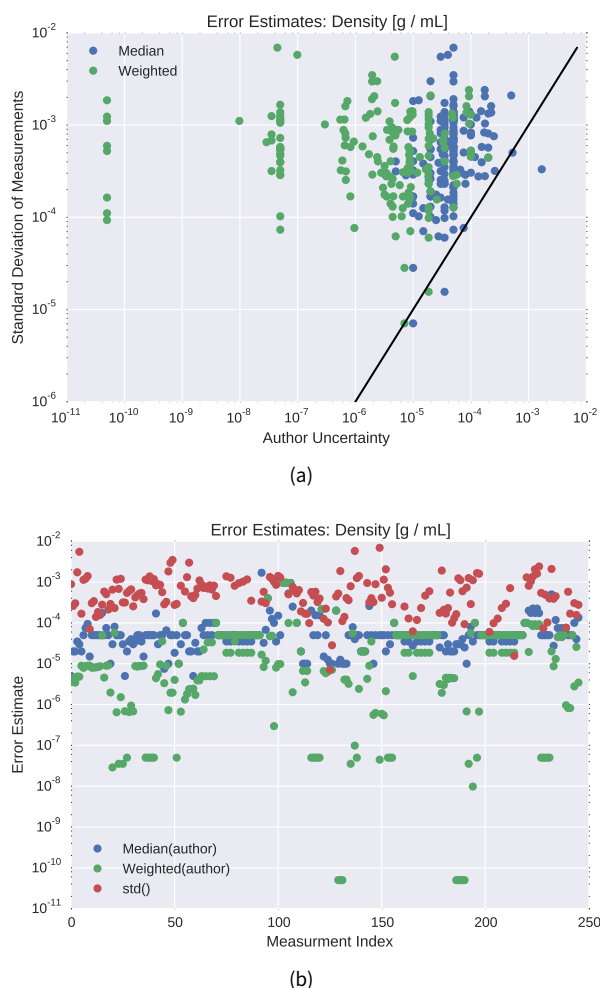 Error Estimates: Density [g / mL]
10^-2
Median
Weighted
10^-3
10^-4
10^-5
10^-6
Standard Deviation of Measurements
10^-11 10^-10 10^-9 10^-8 10^-7 10^-6 10^-5 10^-4 10^-3 10^-2
Author Uncertainty
(a)
Error Estimates: Density [g / mL]
10^-2
10^-3
10^-4
10^-5
10^-6
10^-7
10^-8
10^-9
10^-10
10^-11
Error Estimate
Median(author)
Weighted(author)
std()
0 50 100 150 200 250
Measurment Index
(b)